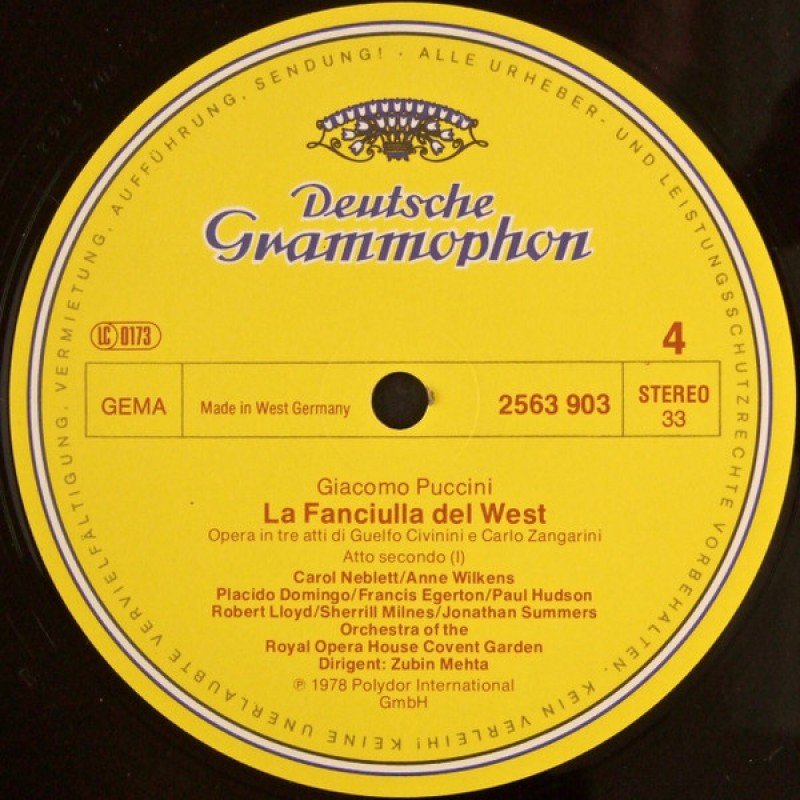 KEIN VERLEIH! KEINE UNERLAUBTE VERVIELFÄLTIGUNG, VERMIETUNG, AUFFÜHRUNG, SENDUNG! · ALLE URHEBER- UND LEISTUNGSSCHUTZRECHTE VORBEHALTEN.
Deutsche
Grammophon
LC 0173
4
GEMA
Made in West Germany
2563 903
STEREO
33
Giacomo Puccini
La Fanciulla del West
Opera in tre atti di Guelfo Civinini e Carlo Zangarini
Atto secondo (I)
Carol Neblett/Anne Wilkens
Placido Domingo/Francis Egerton/Paul Hudson
Robert Lloyd/Sherrill Milnes/Jonathan Summers
Orchestra of the
Royal Opera House Covent Garden
Dirigent: Zubin Mehta
℗ 1978 Polydor International
GmbH